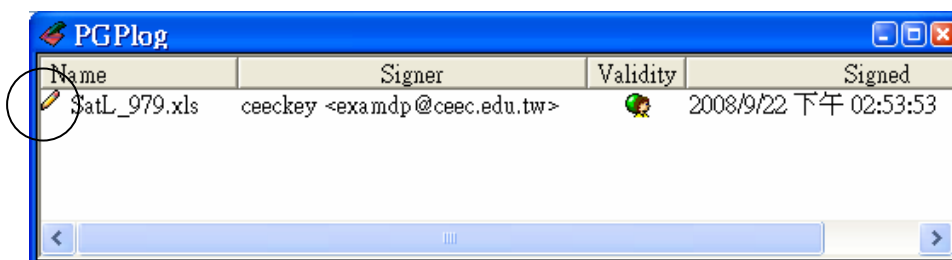 PGPlog
Name Signer Validity Signed
SatL_979.xls ceeckey <examdp@ceec.edu.tw> 2008/9/22 下午 02:53:53